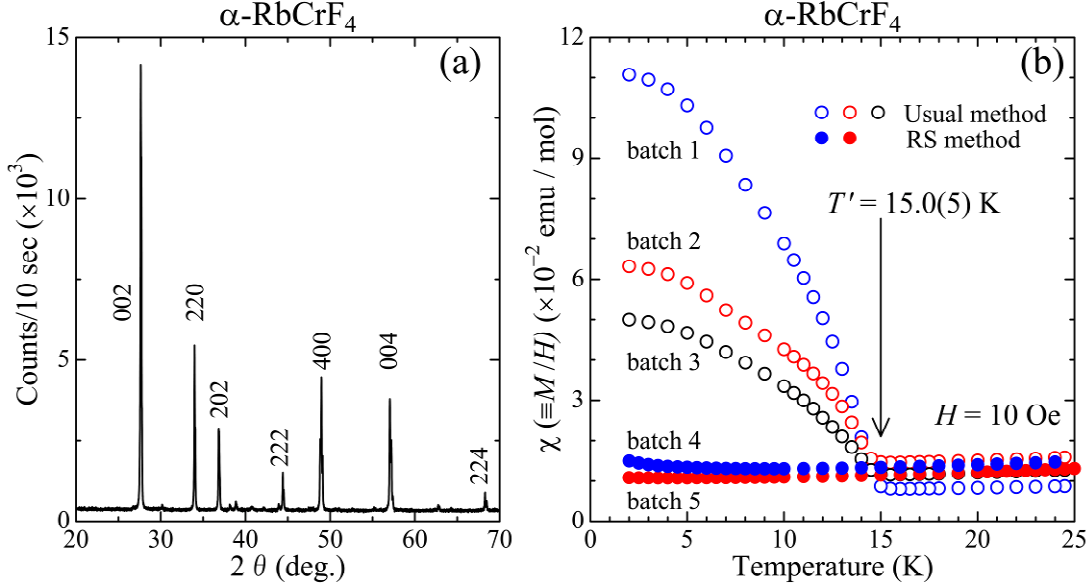 α-RbCrF4
(a)
15
10
5
0
Counts/10 sec (×10³)
002
220
202
222
400
004
224
20 30 40 50 60 70
2 θ (deg.)
α-RbCrF₄
(b)
12
9
6
3
0
χ (≡M /H) (×10⁻² emu / mol)
Usual method
RS method
batch 1
T' = 15.0(5) K
batch 2
batch 3
H = 10 Oe
batch 4
batch 5
0 5 10 15 20 25
Temperature (K)